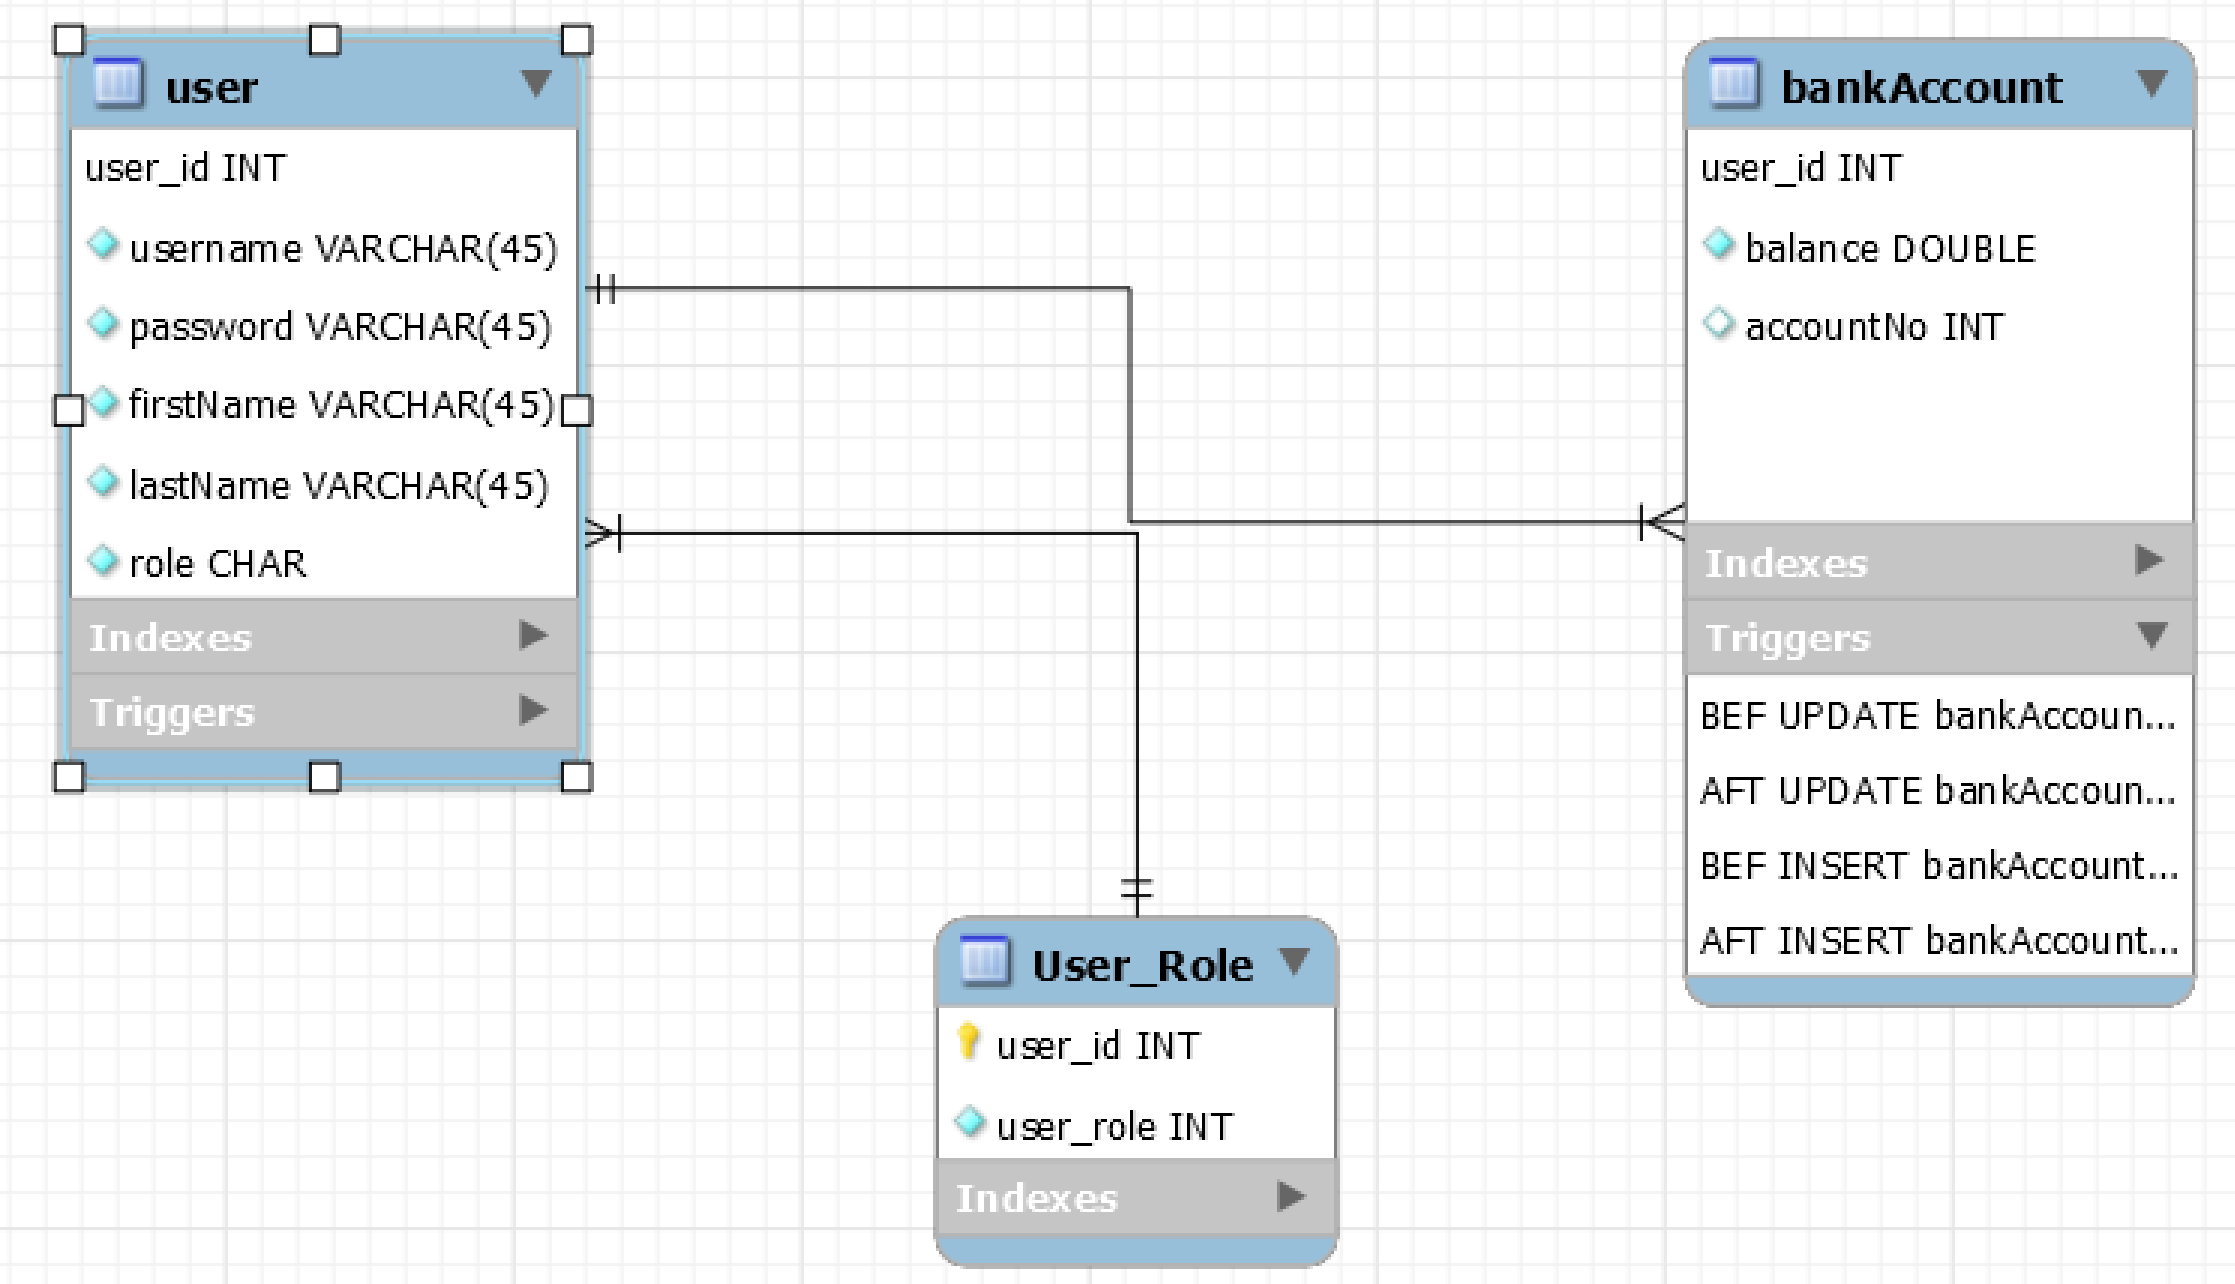 user
user_id INT
username VARCHAR(45)
password VARCHAR(45)
firstName VARCHAR(45)
lastName VARCHAR(45)
role CHAR
Indexes
Triggers
bankAccount
user_id INT
balance DOUBLE
accountNo INT
Indexes
Triggers
BEF UPDATE bankAccoun...
AFT UPDATE bankAccoun...
BEF INSERT bankAccount...
AFT INSERT bankAccount...
User_Role
user_id INT
user_role INT
Indexes